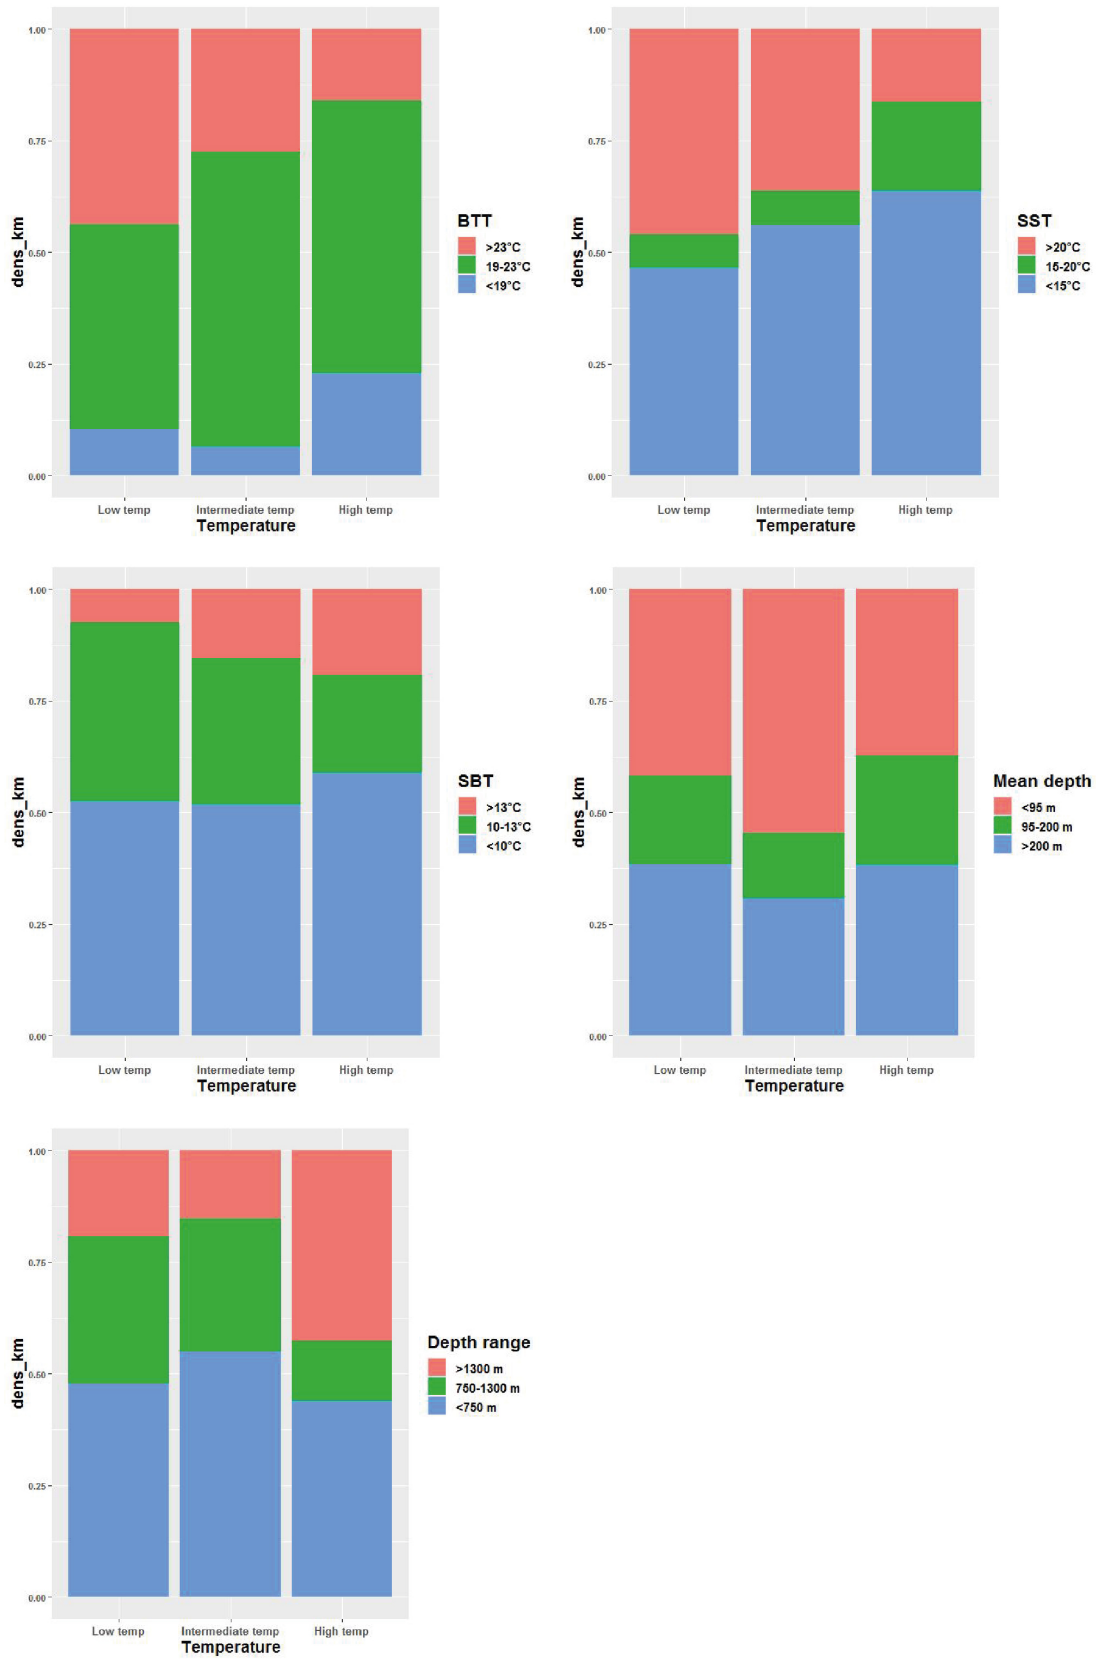 1.00
0.75
0.50
0.25
0.00
dens_km
Low temp
Intermediate temp
High temp
Temperature
BTT
>23°C
19-23°C
<19°C
1.00
0.75
0.50
0.25
0.00
dens_km
Low temp
Intermediate temp
High temp
Temperature
SST
>20°C
15-20°C
<15°C
1.00
0.75
0.50
0.25
0.00
dens_km
Low temp
Intermediate temp
High temp
Temperature
SBT
>13°C
10-13°C
<10°C
1.00
0.75
0.50
0.25
0.00
dens_km
Low temp
Intermediate temp
High temp
Temperature
Mean depth
<95 m
95-200 m
>200 m
1.00
0.75
0.50
0.25
0.00
dens_km
Low temp
Intermediate temp
High temp
Temperature
Depth range
>1300 m
750-1300 m
<750 m